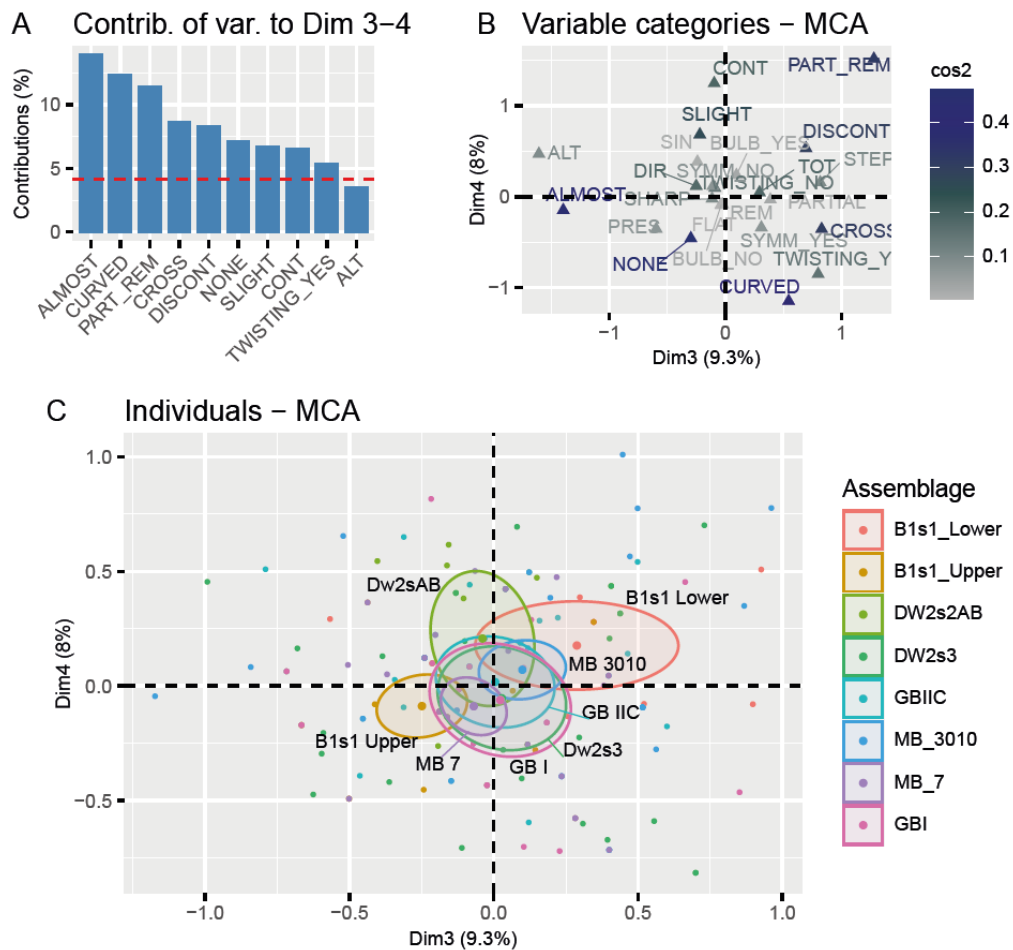 A Contrib. of var. to Dim 3−4
Contributions (%)
10
5
0
ALMOST
CURVED
PART_REM
CROSS
DISCONT
NONE
SLIGHT
CONT
TWISTING_YES
ALT
B Variable categories − MCA
Dim4 (8%)
1
0
−1
CONT
PART_REM
SLIGHT
DISCONT
SIN
BULB_YES
ALT
STEP
DIR
SYMM_NO
TOT
TWISTING_NO
ALMOST
SHARP
PARTIAL
REM
PRES
FLAT
CROSS
SYMM_YES
NONE
BULB_NO
TWISTING_Y
CURVED
−1
0
1
Dim3 (9.3%)
cos2
0.4
0.3
0.2
0.1
C Individuals − MCA
Dim4 (8%)
1.0
0.5
0.0
−0.5
Dw2sAB
B1s1 Lower
MB 3010
GB IIC
B1s1 Upper
Dw2s3
MB 7
GB I
−1.0
−0.5
0.0
0.5
1.0
Dim3 (9.3%)
Assemblage
B1s1_Lower
B1s1_Upper
DW2s2AB
DW2s3
GBIIC
MB_3010
MB_7
GBI